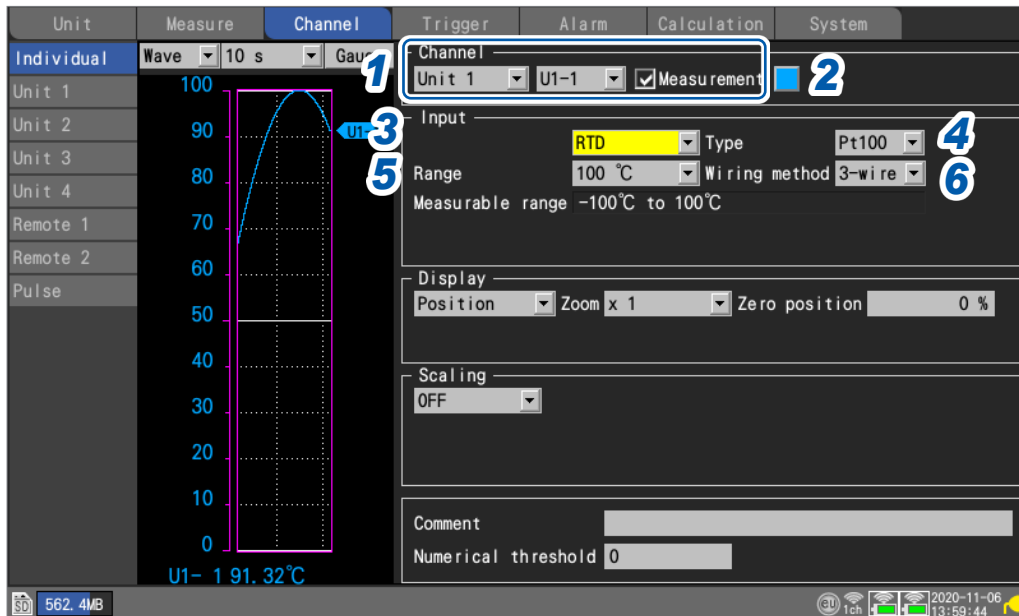 Unit Measure Channel Trigger Alarm Calculation System
Individual
Unit 1
Unit 2
Unit 3
Unit 4
Remote 1
Remote 2
Pulse
Wave 10 s
100
90
80
70
60
50
40
30
20
10
0
U1- 1 91. 32℃
1
Channel
Unit 1 U1-1 Measurement 2
3
Input
RTD Type Pt100 4
5
Range 100 ℃ Wiring method 3-wire 6
Measurable range -100℃ to 100℃
Display
Position Zoom x 1 Zero position 0 %
Scaling
OFF
Comment
Numerical threshold 0
SD 562. 4MB
eu 1ch
2020-11-06
13:59:44